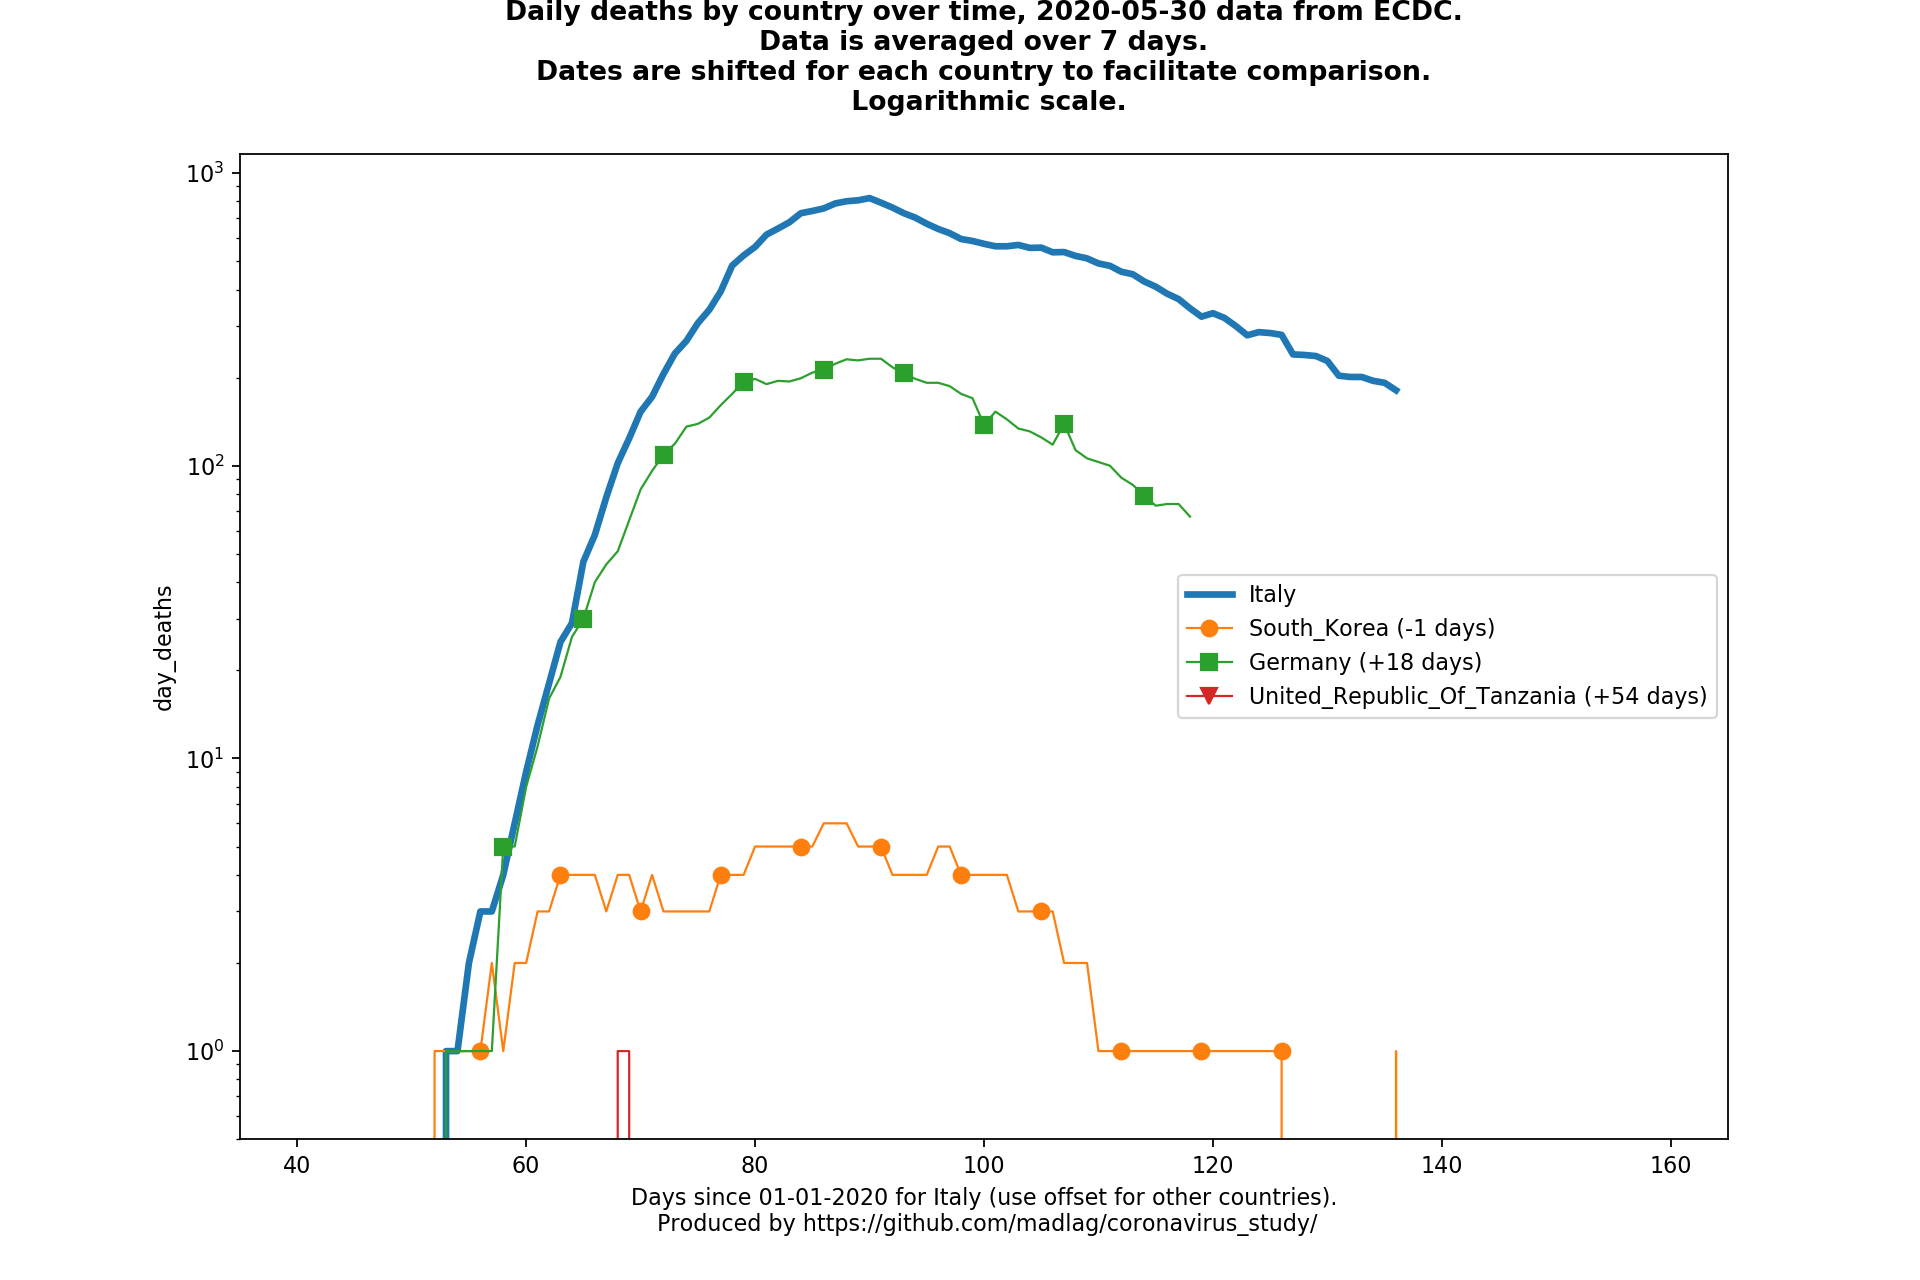 Daily deaths by country over time, 2020-05-30 data from ECDC.
Data is averaged over 7 days.
Dates are shifted for each country to facilitate comparison.
Logarithmic scale.
10³
10²
10¹
10⁰
day_deaths
Italy
South_Korea (-1 days)
Germany (+18 days)
United_Republic_Of_Tanzania (+54 days)
40 60 80 100 120 140 160
Days since 01-01-2020 for Italy (use offset for other countries).
Produced by https://github.com/madlag/coronavirus_study/